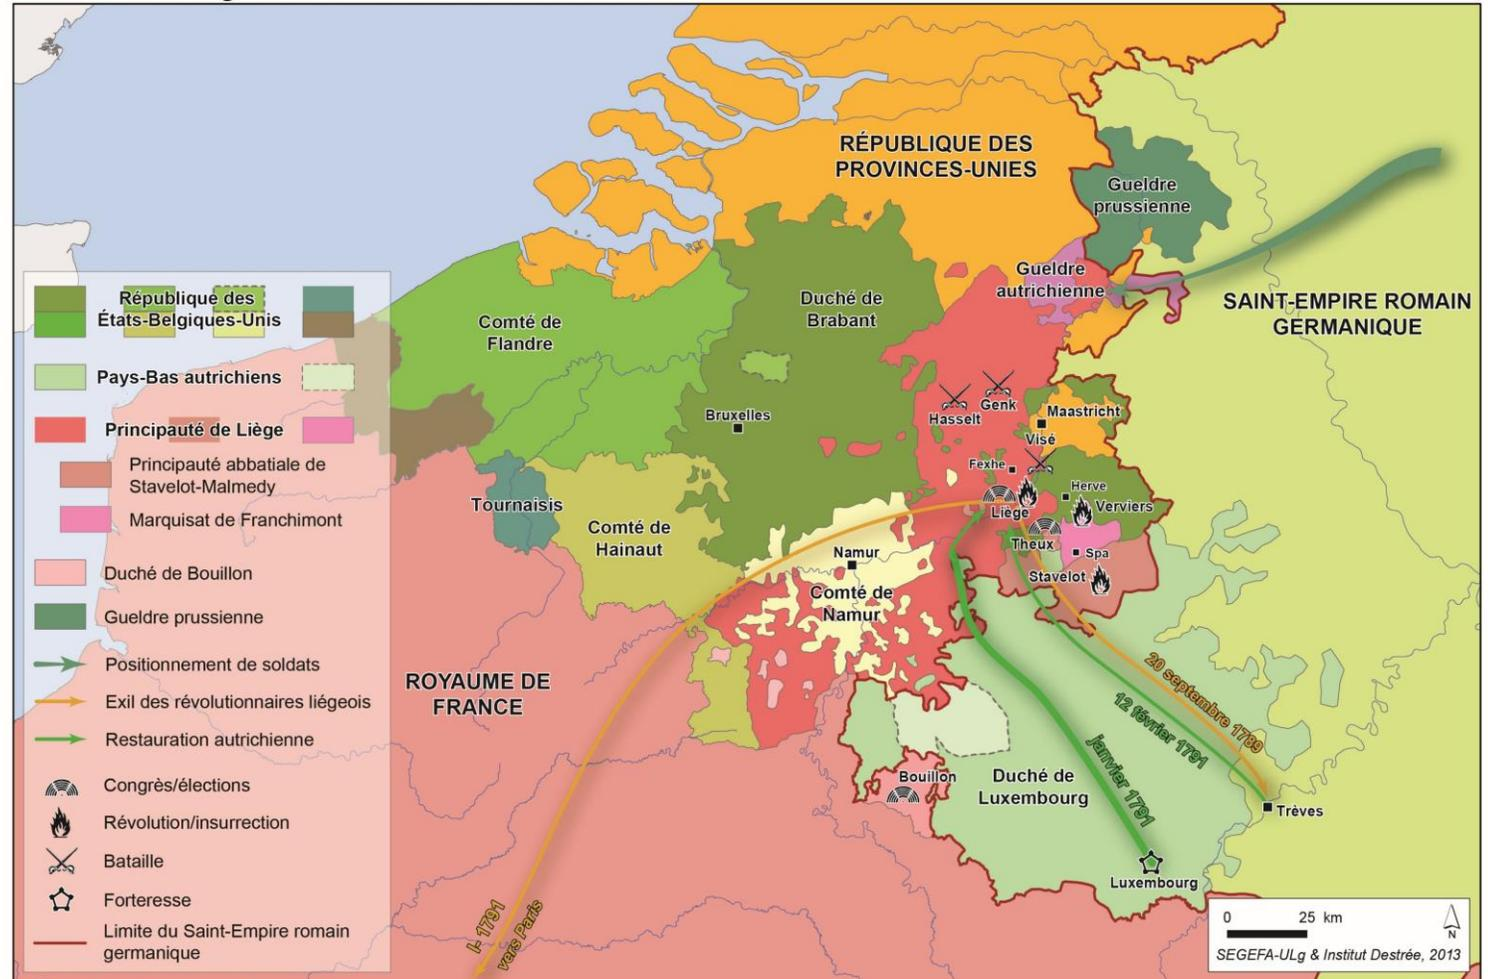 RÉPUBLIQUE DES
PROVINCES-UNIES
Gueldre
prussienne
Gueldre
autrichienne
SAINT-EMPIRE ROMAIN
GERMANIQUE
Comté de
Flandre
Duché de
Brabant
Bruxelles
Hasselt
Genk
Maastricht
Visé
Fexhe
Herve
Verviers
Liège
Theux
Spa
Stavelot
Tournaisis
Comté de
Hainaut
Namur
Comté de
Namur
ROYAUME DE
FRANCE
Bouillon
Duché de
Luxembourg
Luxembourg
Trèves
20 septembre 1789
12 février 1791
janvier 1791
I- 1791
vers Paris
République des
États-Belgiques-Unis
Pays-Bas autrichiens
Principauté de Liège
Principauté abbatiale de
Stavelot-Malmedy
Marquisat de Franchimont
Duché de Bouillon
Gueldre prussienne
Positionnement de soldats
Exil des révolutionnaires liégeois
Restauration autrichienne
Congrès/élections
Révolution/insurrection
Bataille
Forteresse
Limite du Saint-Empire romain
germanique
0 25 km
N
SEGEFA-ULg & Institut Destrée, 2013